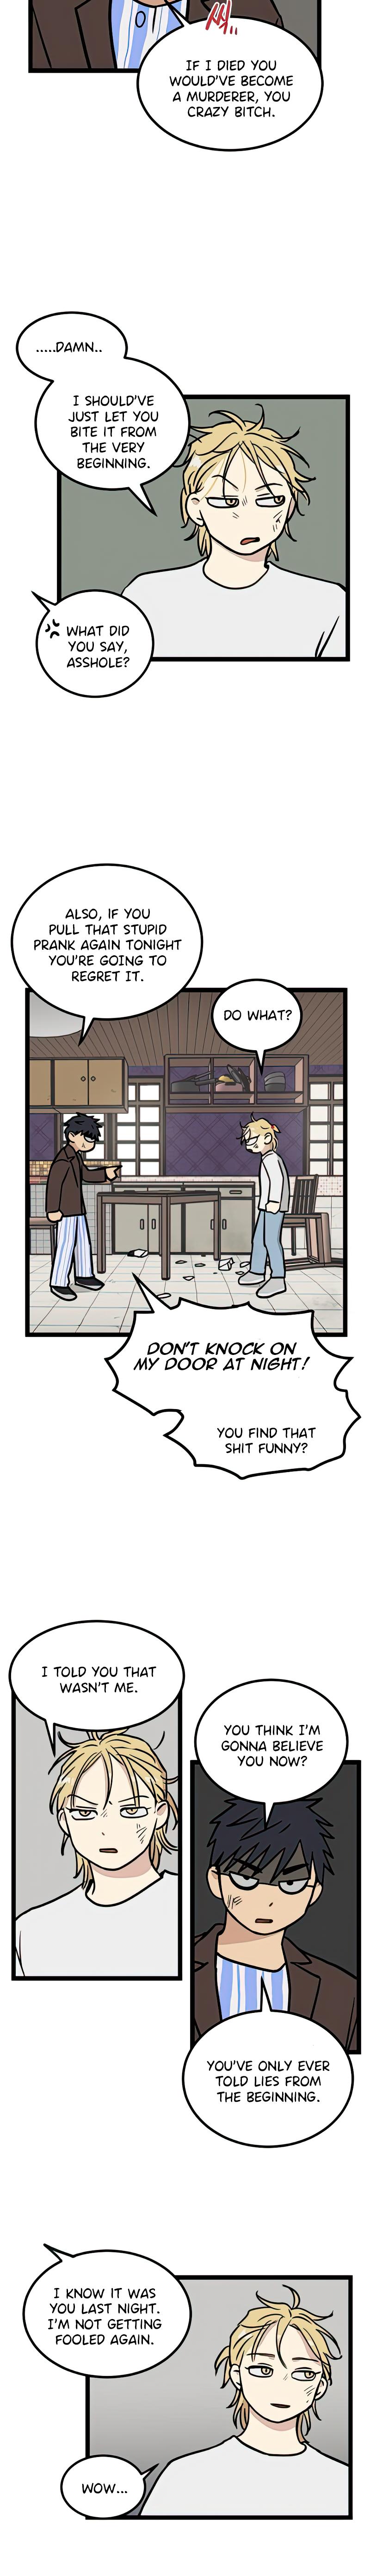 IF I DIED YOU
WOULD'VE BECOME
A MURDERER, YOU
CRAZY BITCH.
.....DAMN..
I SHOULD'VE
JUST LET YOU
BITE IT FROM
THE VERY
BEGINNING.
WHAT DID
YOU SAY,
ASSHOLE?
ALSO, IF YOU
PULL THAT STUPID
PRANK AGAIN TONIGHT
YOU'RE GOING TO
REGRET IT.
DO WHAT?
DON'T KNOCK ON
MY DOOR AT NIGHT!
YOU FIND THAT
SHIT FUNNY?
I TOLD YOU THAT
WASN'T ME.
YOU THINK I'M
GONNA BELIEVE
YOU NOW?
YOU'VE ONLY EVER
TOLD LIES FROM
THE BEGINNING.
I KNOW IT WAS
YOU LAST NIGHT.
I'M NOT GETTING
FOOLED AGAIN.
WOW...